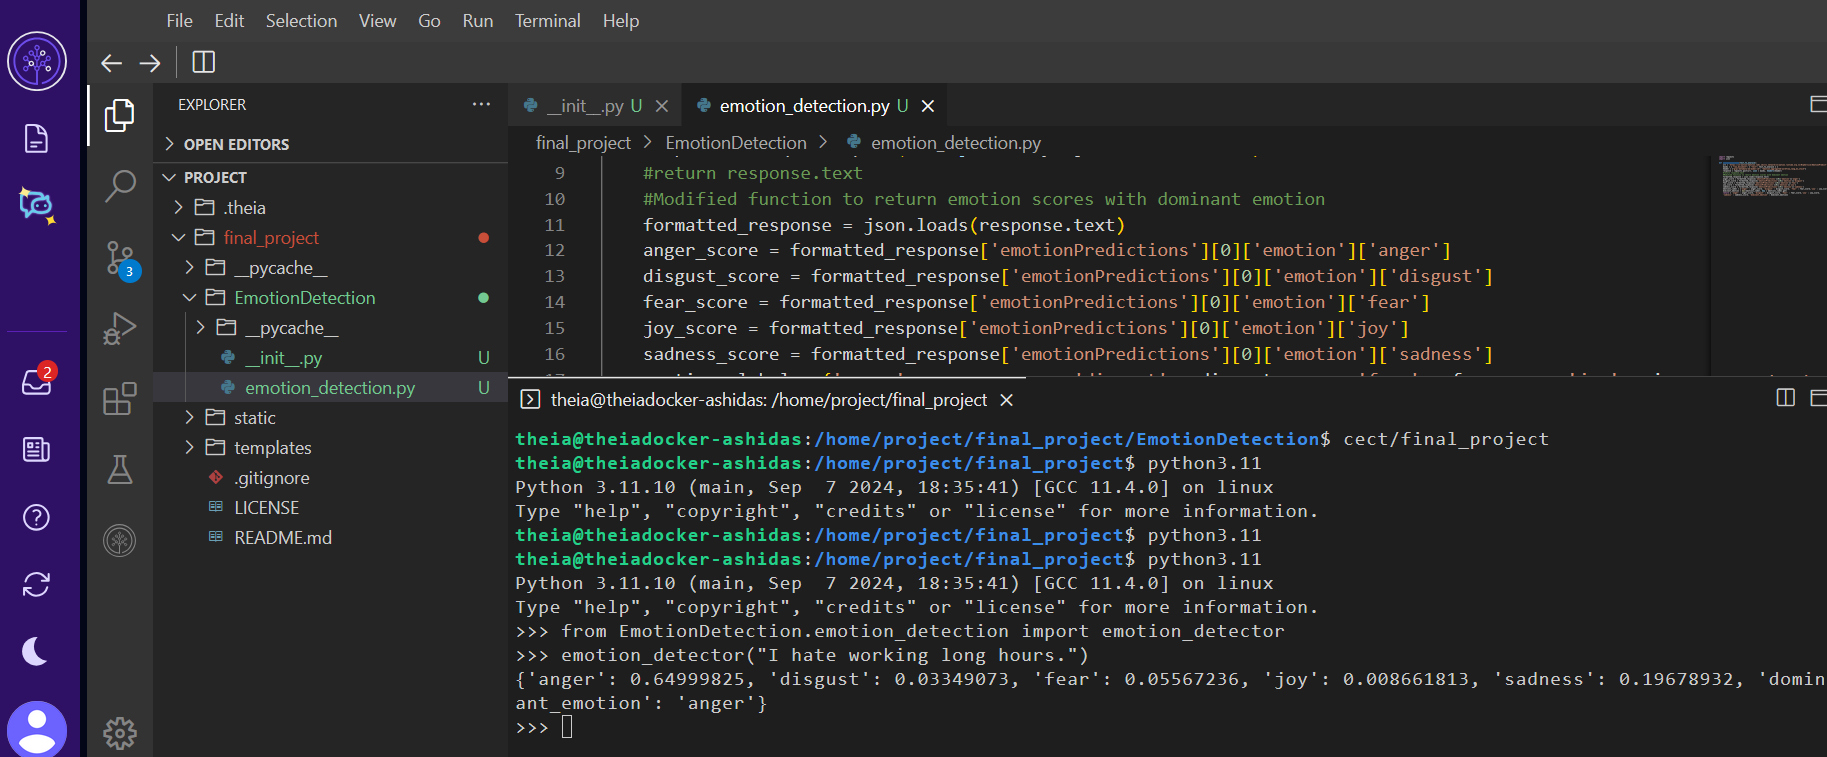 File Edit Selection View Go Run Terminal Help
EXPLORER ...
OPEN EDITORS
PROJECT
.theia
final_project
__pycache__
EmotionDetection
__pycache__
__init__.py U
emotion_detection.py U
static
templates
.gitignore
LICENSE
README.md
3
2
__init__.py U
emotion_detection.py U
final_project > EmotionDetection > emotion_detection.py
9 #return response.text
10 #Modified function to return emotion scores with dominant emotion
11 formatted_response = json.loads(response.text)
12 anger_score = formatted_response['emotionPredictions'][0]['emotion']['anger']
13 disgust_score = formatted_response['emotionPredictions'][0]['emotion']['disgust']
14 fear_score = formatted_response['emotionPredictions'][0]['emotion']['fear']
15 joy_score = formatted_response['emotionPredictions'][0]['emotion']['joy']
16 sadness_score = formatted_response['emotionPredictions'][0]['emotion']['sadness']
theia@theiadocker-ashidas: /home/project/final_project
theia@theiadocker-ashidas:/home/project/final_project/EmotionDetection$ cect/final_project
theia@theiadocker-ashidas:/home/project/final_project$ python3.11
Python 3.11.10 (main, Sep  7 2024, 18:35:41) [GCC 11.4.0] on linux
Type "help", "copyright", "credits" or "license" for more information.
theia@theiadocker-ashidas:/home/project/final_project$ python3.11
theia@theiadocker-ashidas:/home/project/final_project$ python3.11
Python 3.11.10 (main, Sep  7 2024, 18:35:41) [GCC 11.4.0] on linux
Type "help", "copyright", "credits" or "license" for more information.
>>> from EmotionDetection.emotion_detection import emotion_detector
>>> emotion_detector("I hate working long hours.")
{'anger': 0.64999825, 'disgust': 0.03349073, 'fear': 0.05567236, 'joy': 0.008661813, 'sadness': 0.19678932, 'domin
ant_emotion': 'anger'}
>>>